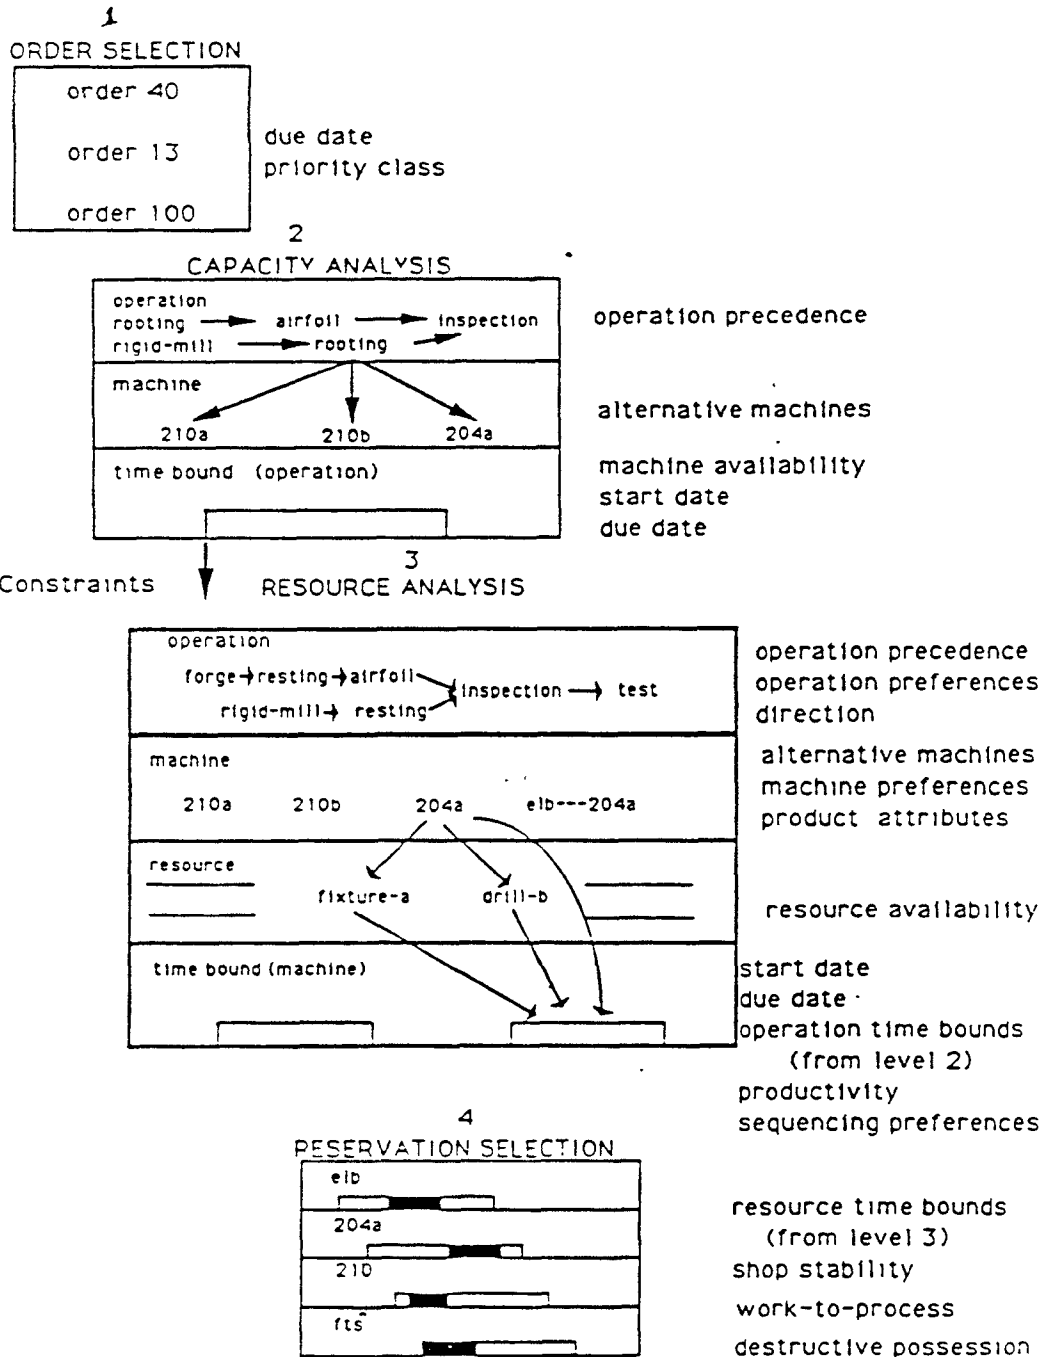 1
ORDER SELECTION
order 40
order 13
order 100
due date
priority class
2
CAPACITY ANALYSIS
operation
rooting airfoil inspection
rigid-mill rooting
operation precedence
machine
210a 210b 204a
alternative machines
time bound (operation)
machine availability
start date
due date
Constraints
3
RESOURCE ANALYSIS
operation
forge resting airfoil
inspection test
rigid-mill resting
operation precedence
operation preferences
direction
machine
210a 210b 204a elb---204a
alternative machines
machine preferences
product attributes
resource
fixture-a drill-b
resource availability
time bound (machine)
start date
due date
operation time bounds
(from level 2)
productivity
sequencing preferences
4
PESERVATION SELECTION
elb
204a
210
fts
resource time bounds
(from level 3)
shop stability
work-to-process
destructive possession